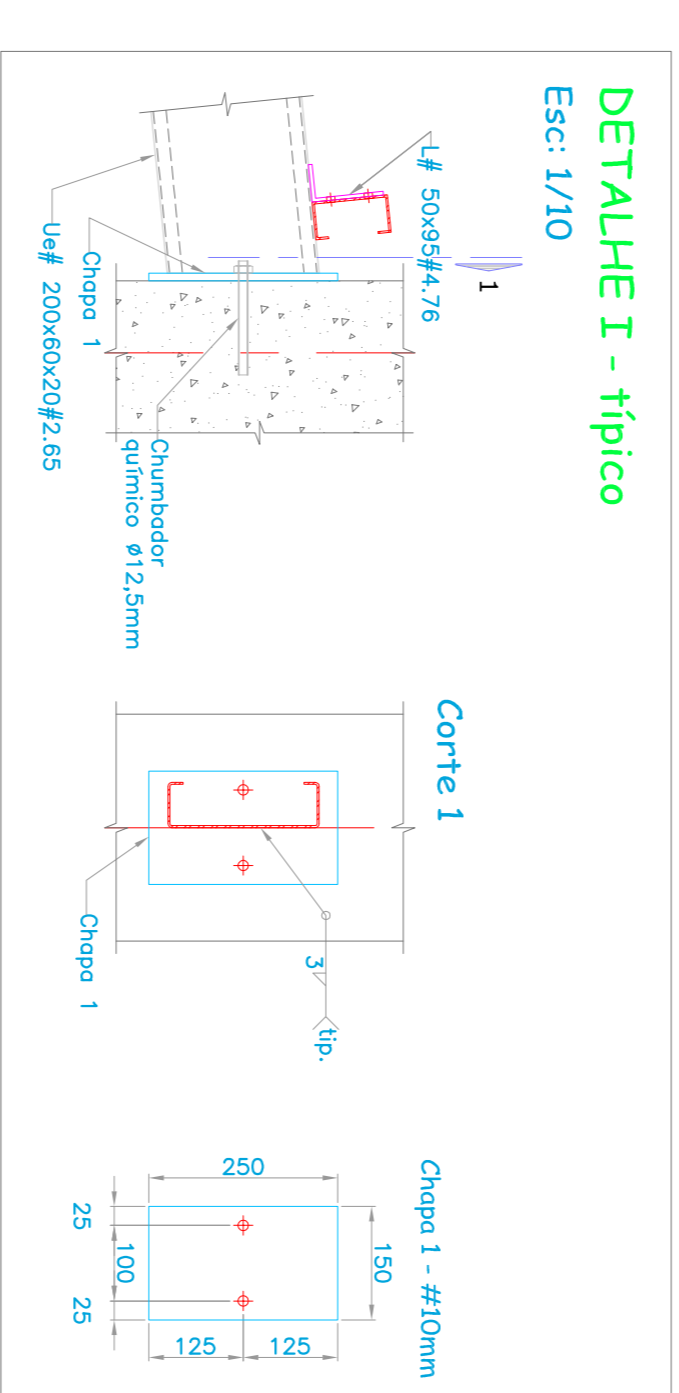 DETALHE I - típico
Esc: 1/10
L# 50x95#4.76
1
Chapa 1
Ue# 200x60x20#2.65
Chumbador
químico ø12,5mm
Corte 1
3
tip.
Chapa 1
Chapa 1 - #10mm
150
250
125
125
25
100
25